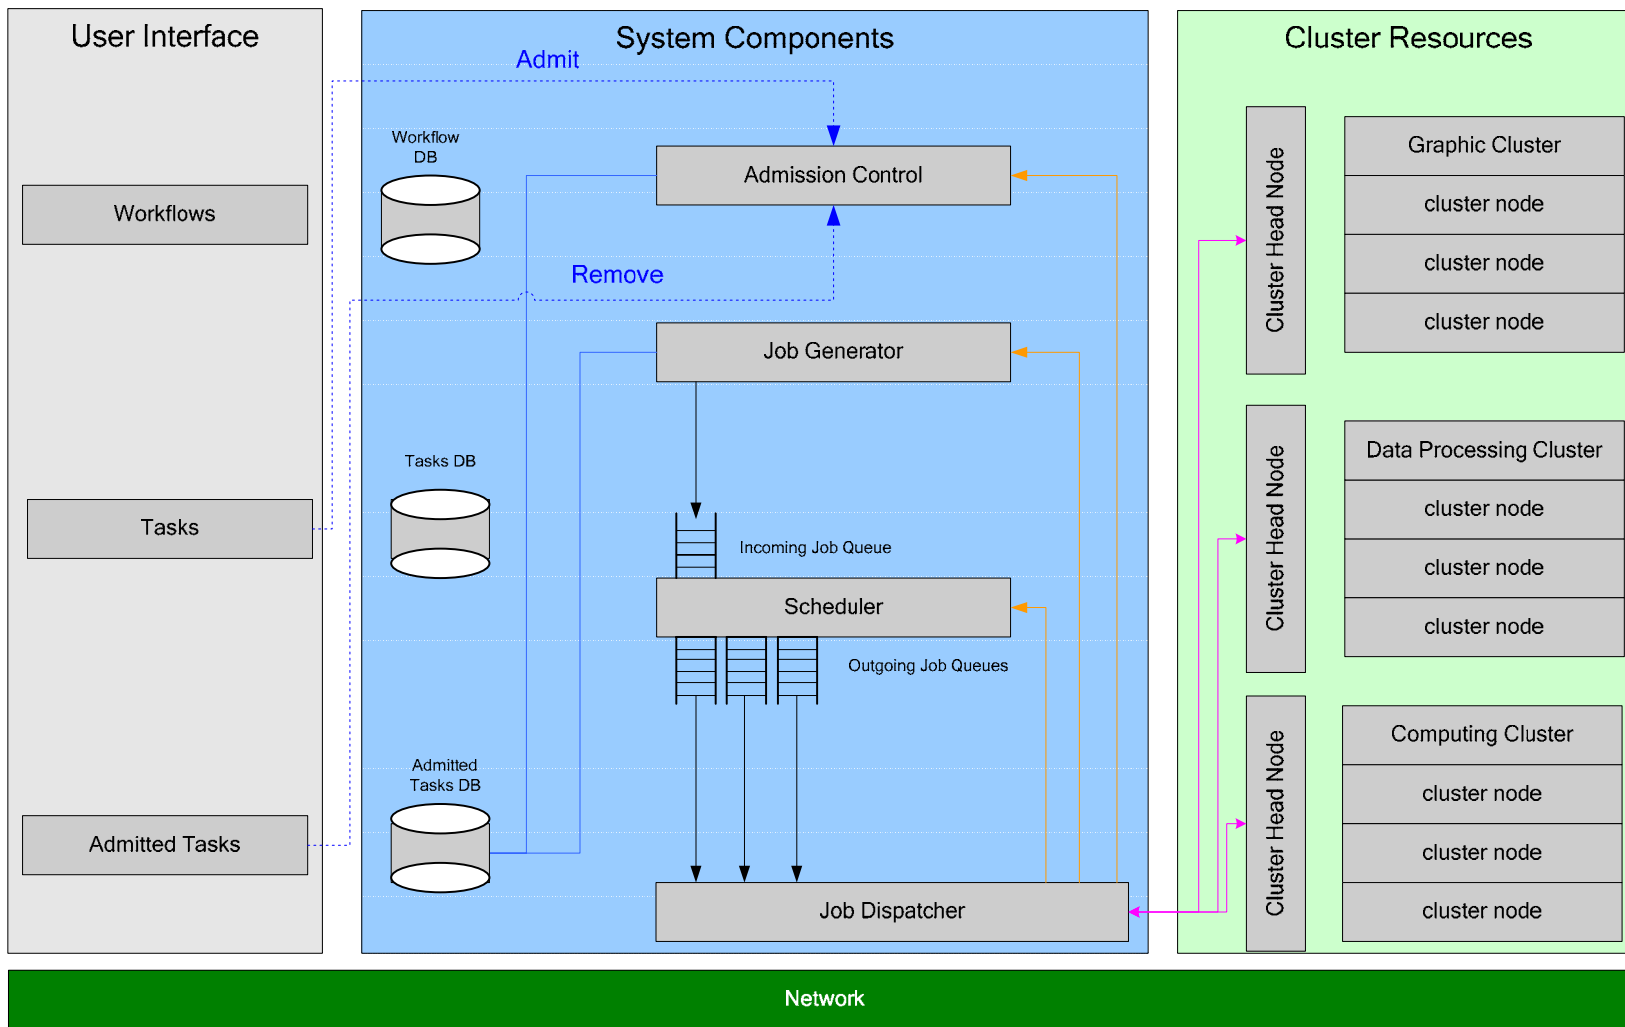 User Interface
Workflows
Tasks
Admitted Tasks
System Components
Admit
Workflow
DB
Admission Control
Remove
Job Generator
Tasks DB
Incoming Job Queue
Scheduler
Outgoing Job Queues
Admitted
Tasks DB
Job Dispatcher
Cluster Resources
Cluster Head Node
Graphic Cluster
cluster node
cluster node
cluster node
Cluster Head Node
Data Processing Cluster
cluster node
cluster node
cluster node
Cluster Head Node
Computing Cluster
cluster node
cluster node
cluster node
Network